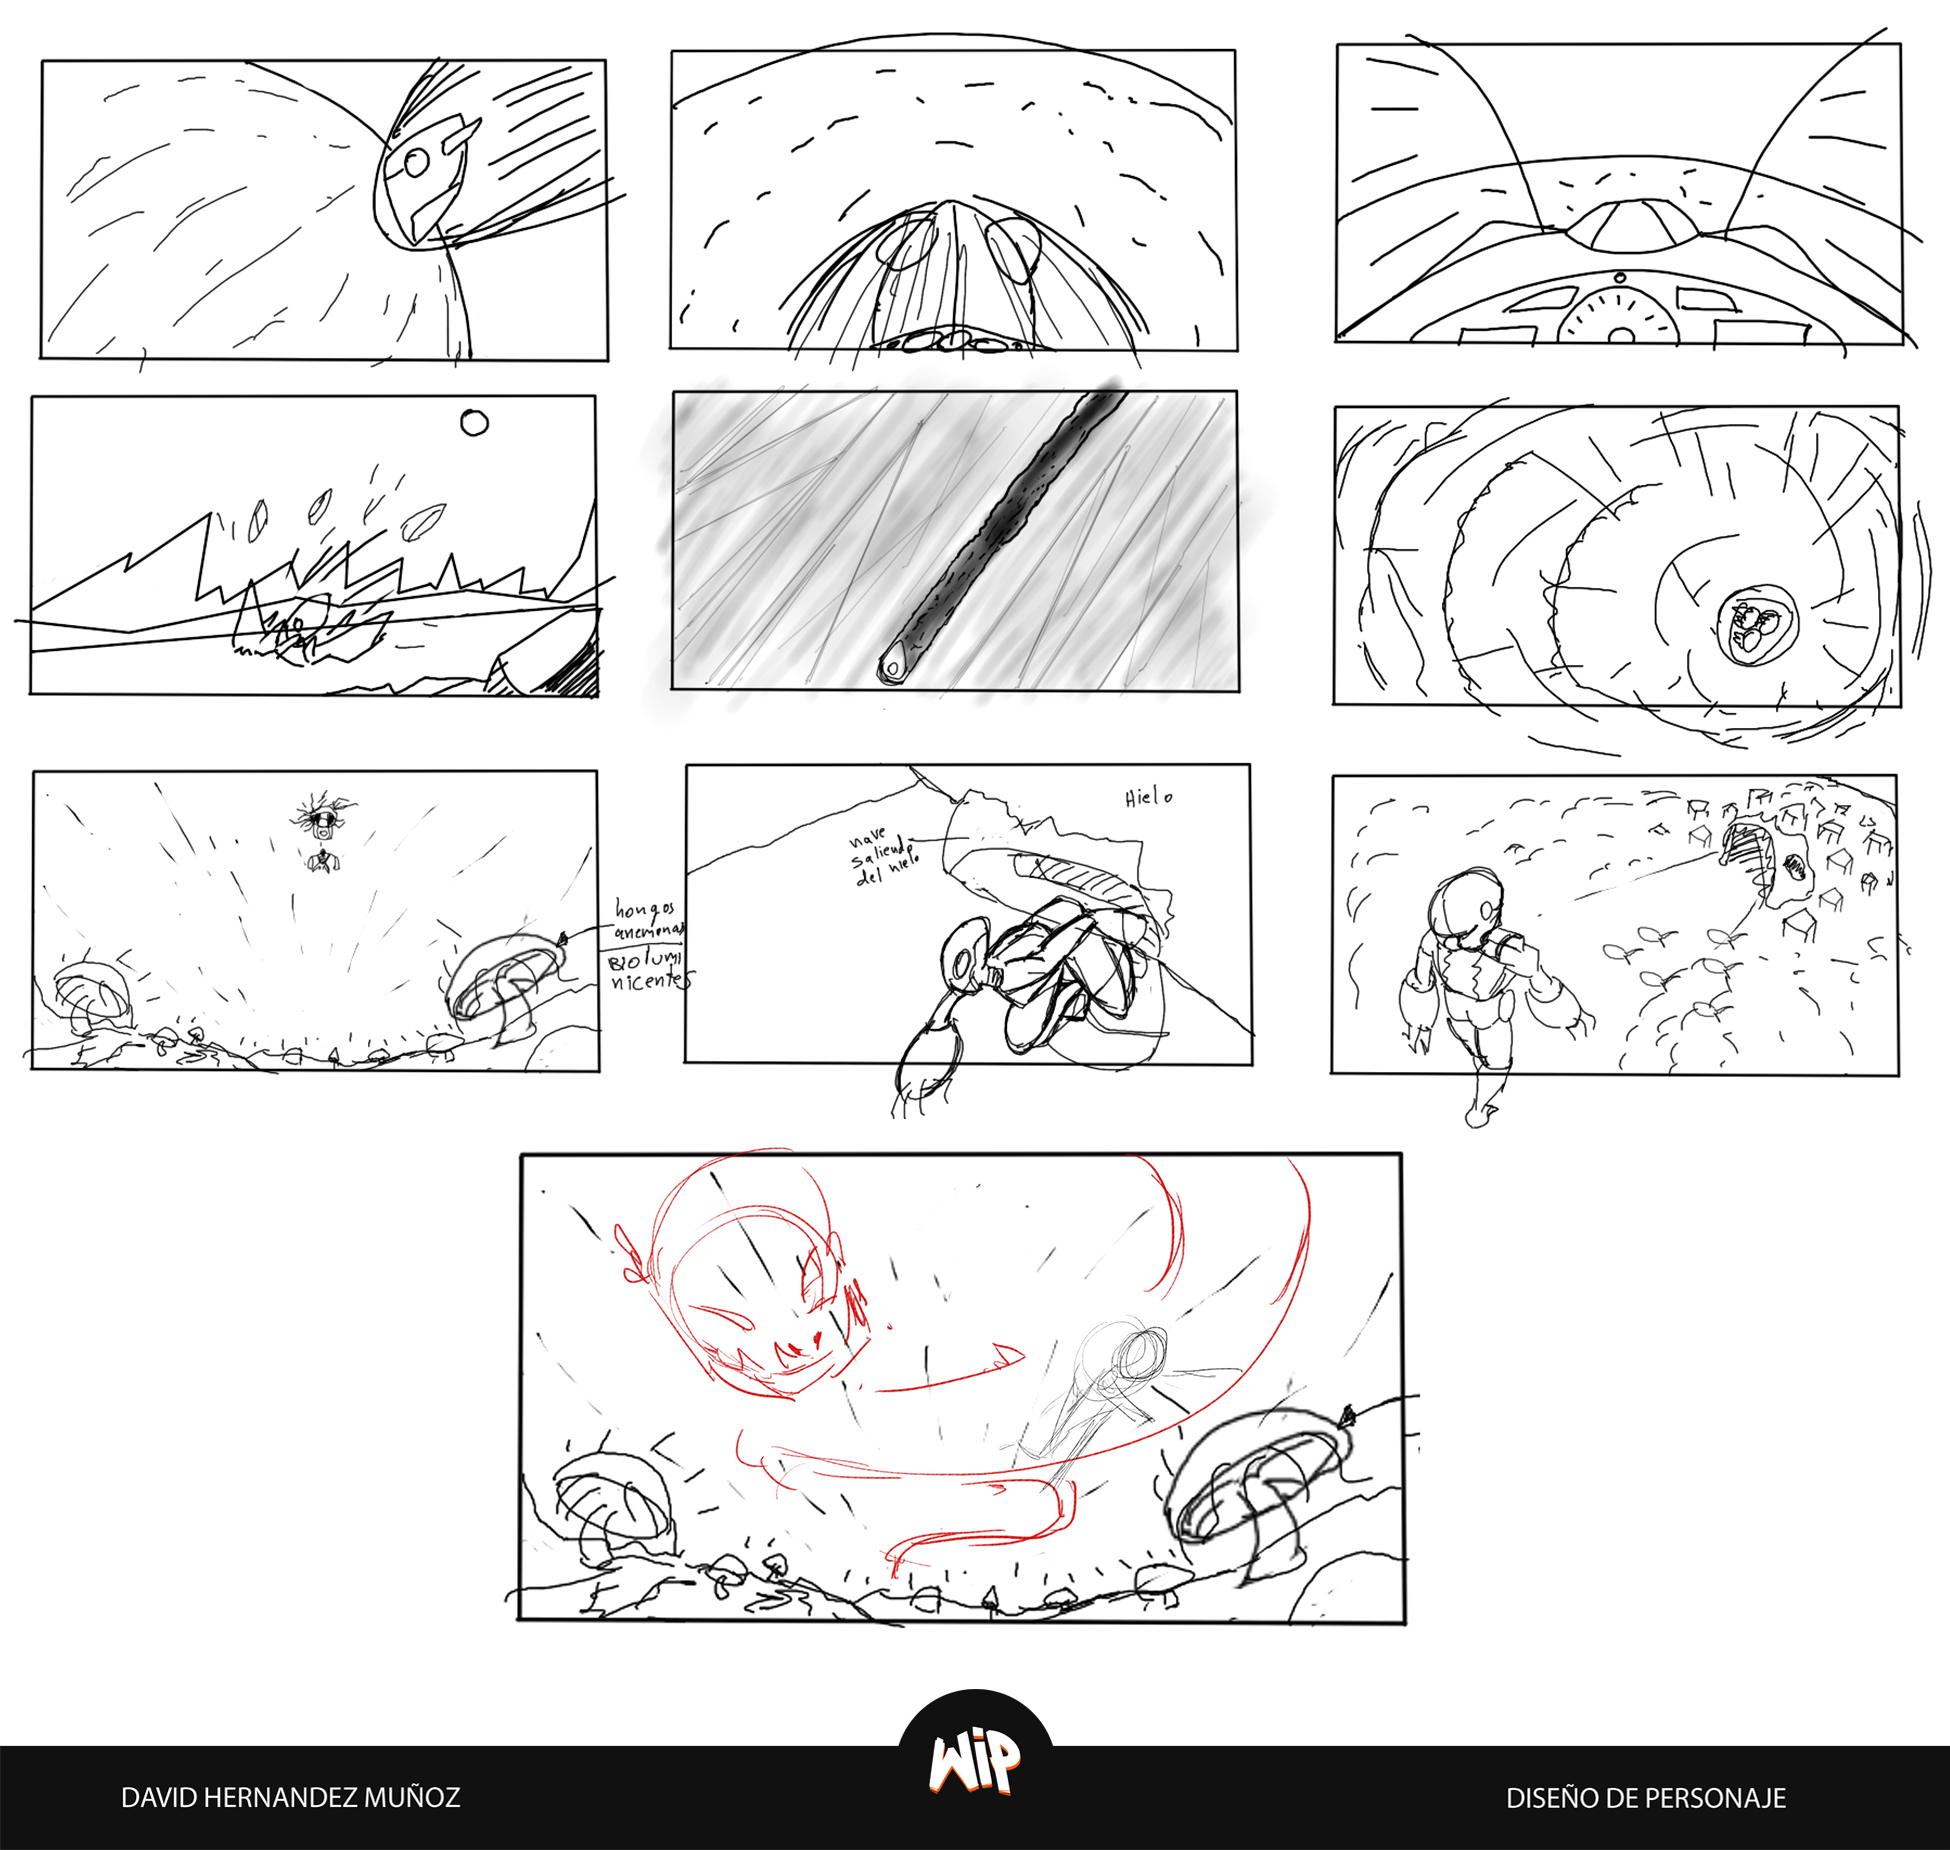 Hielo
nave
saliendo
del hielo
hongos
anemonas
BIOlumi
nicentes
WiP
DAVID HERNANDEZ MUÑOZ
DISEÑO DE PERSONAJE